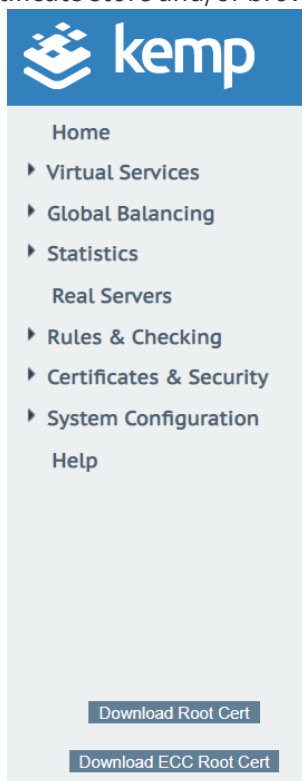 kemp
Home
Virtual Services
Global Balancing
Statistics
Real Servers
Rules & Checking
Certificates & Security
System Configuration
Help
Download Root Cert
Download ECC Root Cert